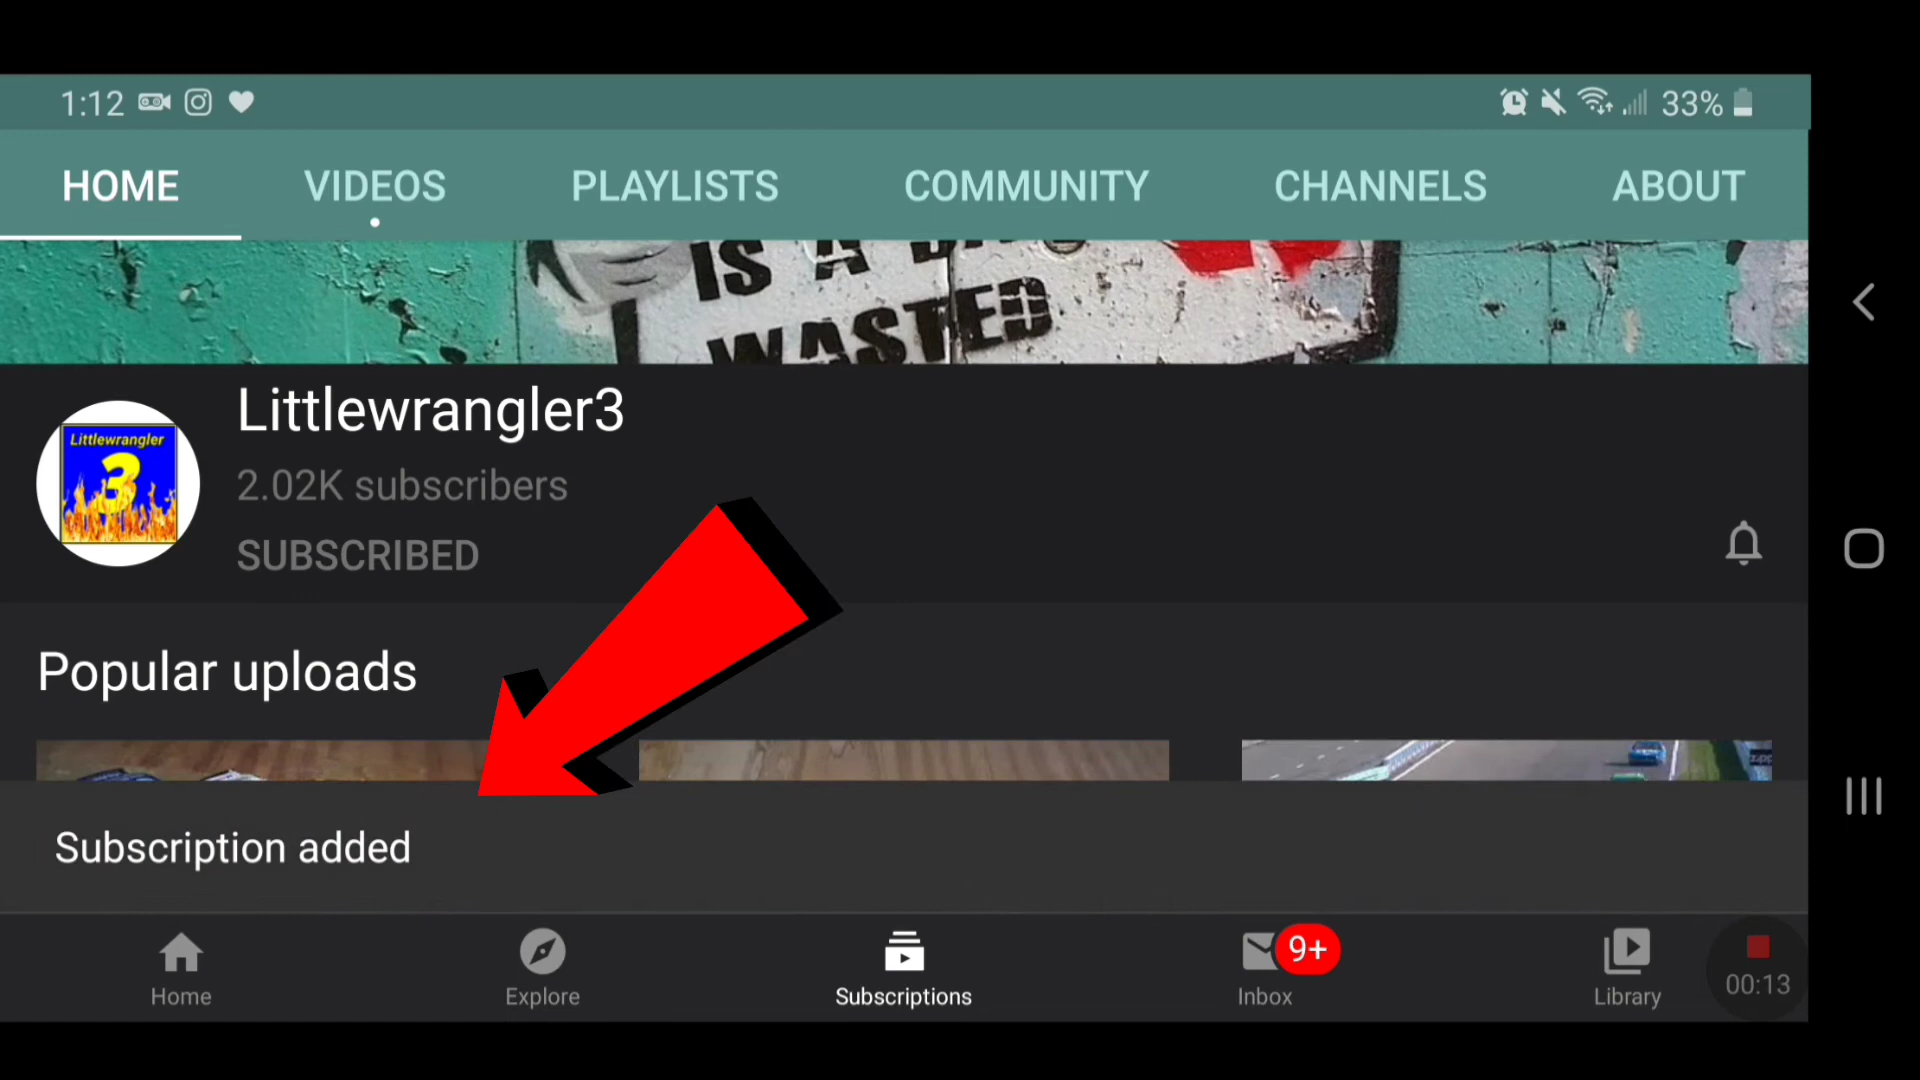 1:12
33%
HOME VIDEOS PLAYLISTS COMMUNITY CHANNELS ABOUT
IS A
WASTED
Littlewrangler3
Littlewrangler
3
2.02K subscribers
SUBSCRIBED
Popular uploads
Subscription added
9+
Home Explore Subscriptions Inbox Library
00:13